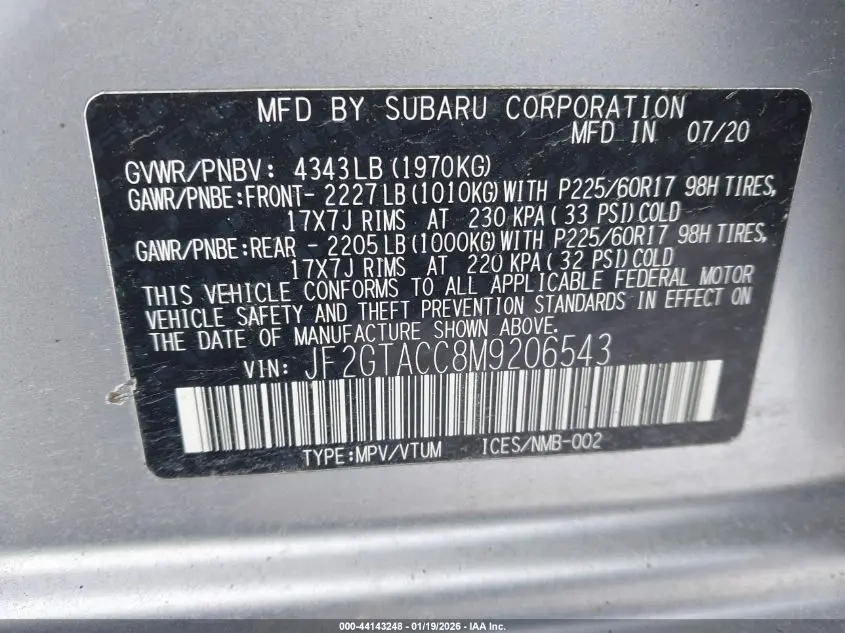 MFD BY SUBARU CORPORATION
MFD IN 07/20
GVWR/PNBV: 4343LB(1970KG)
GAWR/PNBE:FRONT- 2227LB(1010KG)WITH P225/60R17 98H TIRES,
17X7J RIMS AT 230 KPA(33 PSI)COLD
GAWR/PNBE:REAR - 2205LB(1000KG)WITH P225/60R17 98H TIRES,
17X7J RIMS AT 220 KPA(32 PSI)COLD
THIS VEHICLE CONFORMS TO ALL APPLICABLE FEDERAL MOTOR
VEHICLE SAFETY AND THEFT PREVENTION STANDARDS IN EFFECT ON
THE DATE OF MANUFACTURE SHOWN ABOVE.
VIN: JF2GTACC8M9206543
TYPE:MPV/VTUM ICES/NMB-002
000-44143248 - 01/19/2026 - IAA Inc.